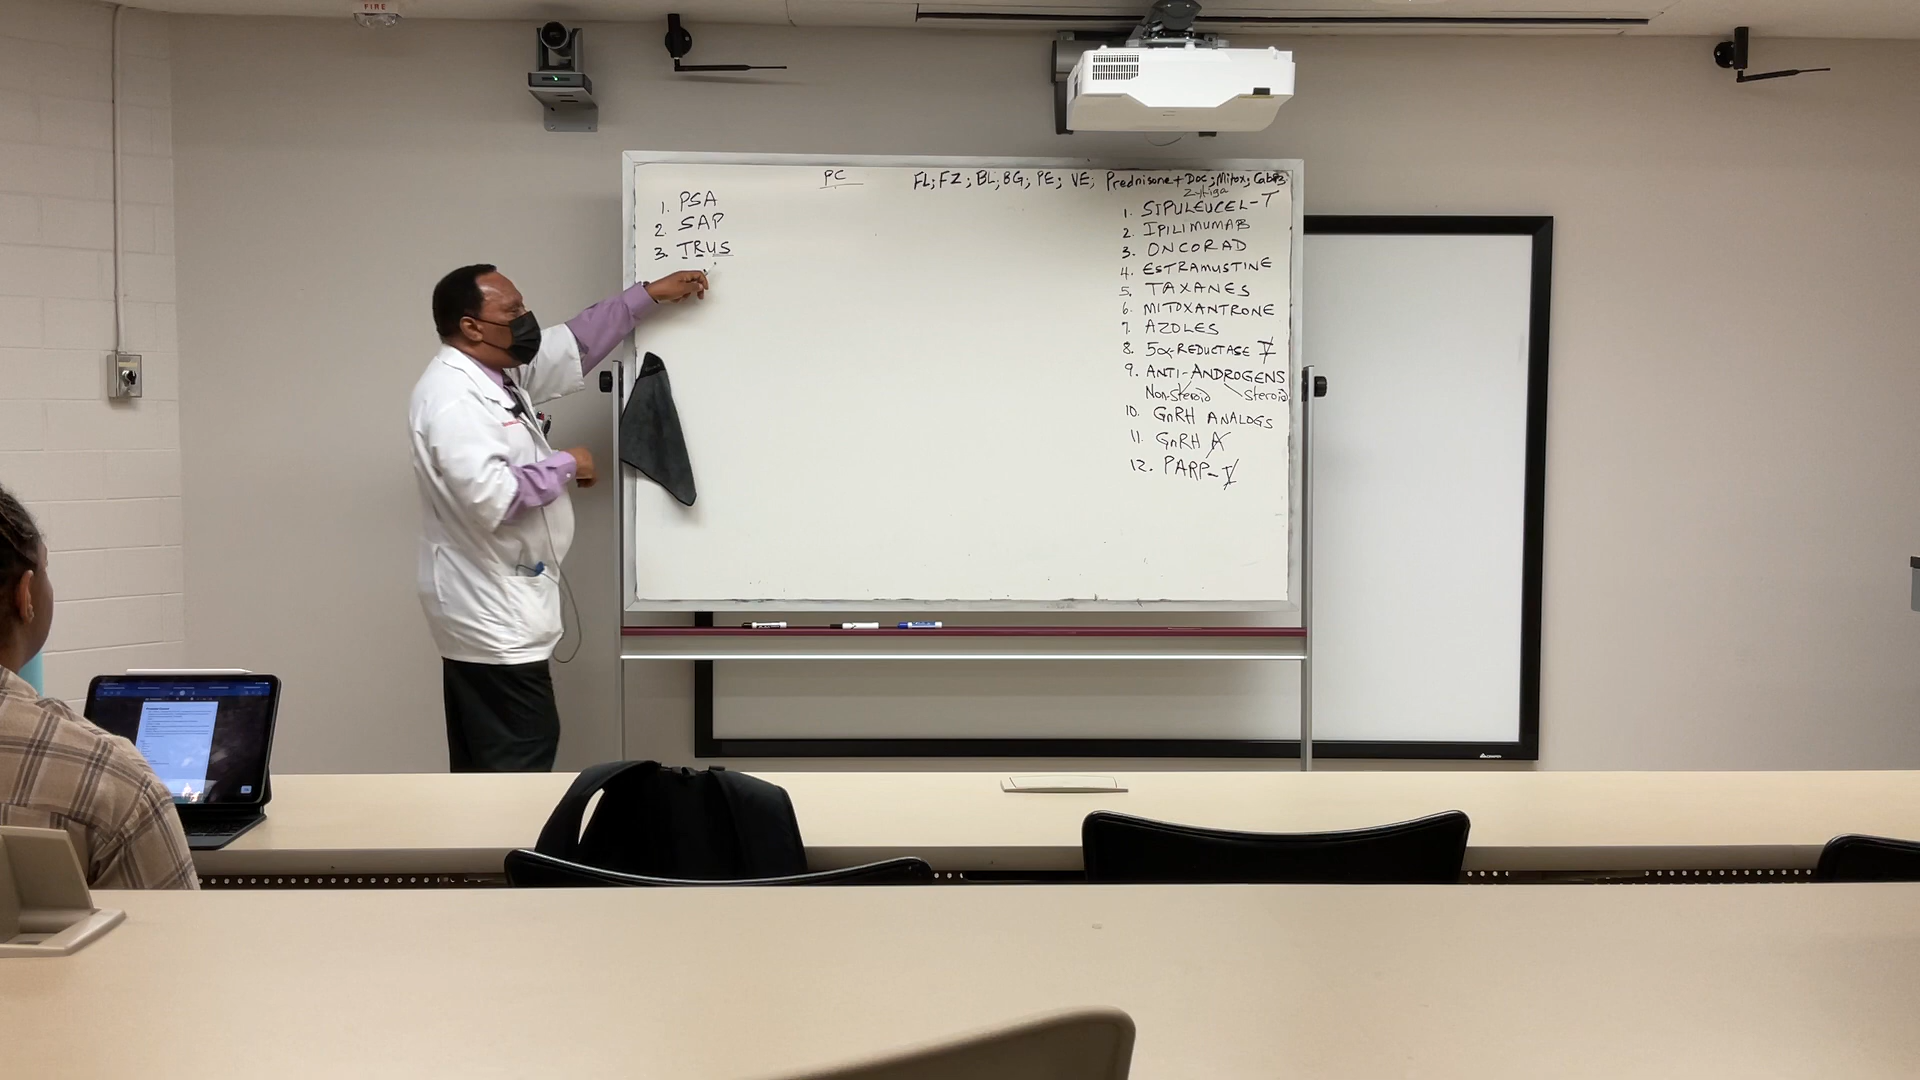 FIRE
PC
FL; FZ; BL; BG; PE; VE; Prednisone + Doc; Mitox; Cabaz
Zytiga
1. PSA
2. SAP
3. TRUS
1. SIPULEUCEL-T
2. IPILIMUMAB
3. ONCORAD
4. ESTRAMUSTINE
5. TAXANES
6. MITOXANTRONE
7. AZOLES
8. 5α-REDUCTASE I
9. ANTI-ANDROGENS
Non-steroid steroid
10. GnRH ANALOGS
11. GnRH A
12. PARP-I